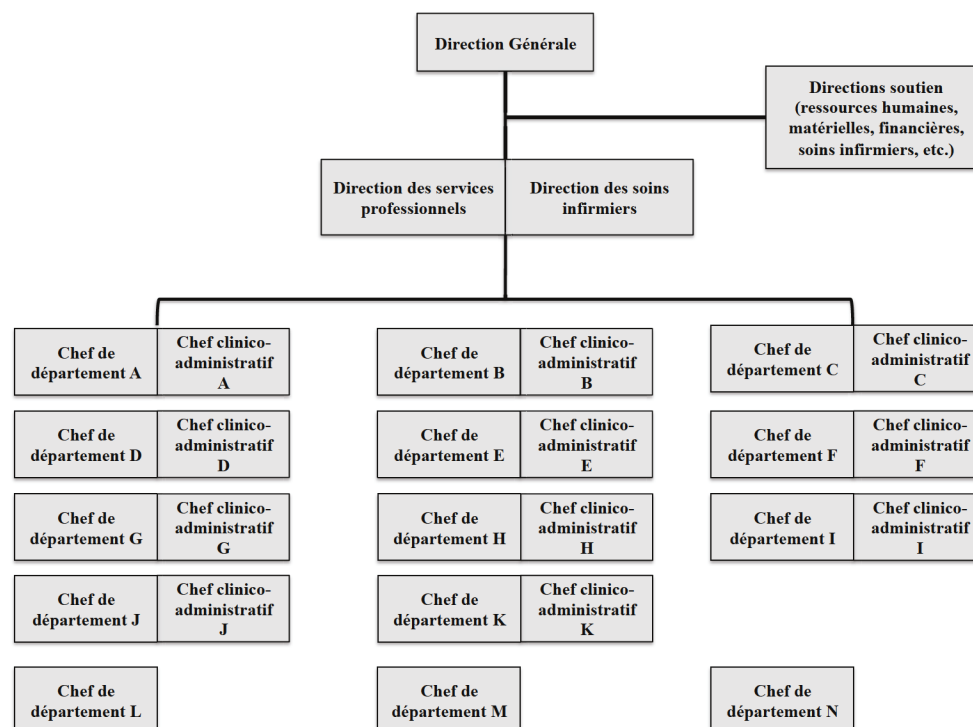 Direction Générale
Directions soutien
(ressources humaines,
matérielles, financières,
soins infirmiers, etc.)
Direction des services
professionnels
Direction des soins
infirmiers
Chef de
département A
Chef clinico-
administratif
A
Chef de
département B
Chef clinico-
administratif
B
Chef de
département C
Chef clinico-
administratif
C
Chef de
département D
Chef clinico-
administratif
D
Chef de
département E
Chef clinico-
administratif
E
Chef de
département F
Chef clinico-
administratif
F
Chef de
département G
Chef clinico-
administratif
G
Chef de
département H
Chef clinico-
administratif
H
Chef de
département I
Chef clinico-
administratif
I
Chef de
département J
Chef clinico-
administratif
J
Chef de
département K
Chef clinico-
administratif
K
Chef de
département L
Chef de
département M
Chef de
département N